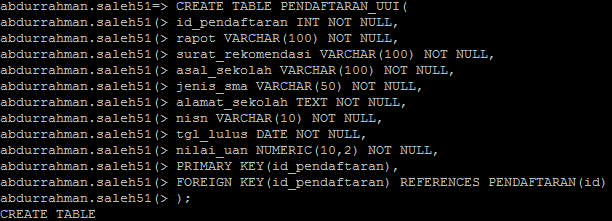 abdurrahman.saleh51=> CREATE TABLE PENDAFTARAN_UUI(
abdurrahman.saleh51(> id_pendaftaran INT NOT NULL,
abdurrahman.saleh51(> rapot VARCHAR(100) NOT NULL,
abdurrahman.saleh51(> surat_rekomendasi VARCHAR(100) NOT NULL,
abdurrahman.saleh51(> asal_sekolah VARCHAR(100) NOT NULL,
abdurrahman.saleh51(> jenis_sma VARCHAR(50) NOT NULL,
abdurrahman.saleh51(> alamat_sekolah TEXT NOT NULL,
abdurrahman.saleh51(> nisn VARCHAR(10) NOT NULL,
abdurrahman.saleh51(> tgl_lulus DATE NOT NULL,
abdurrahman.saleh51(> nilai_uan NUMERIC(10,2) NOT NULL,
abdurrahman.saleh51(> PRIMARY KEY(id_pendaftaran),
abdurrahman.saleh51(> FOREIGN KEY(id_pendaftaran) REFERENCES PENDAFTARAN(id)
abdurrahman.saleh51(> );
CREATE TABLE